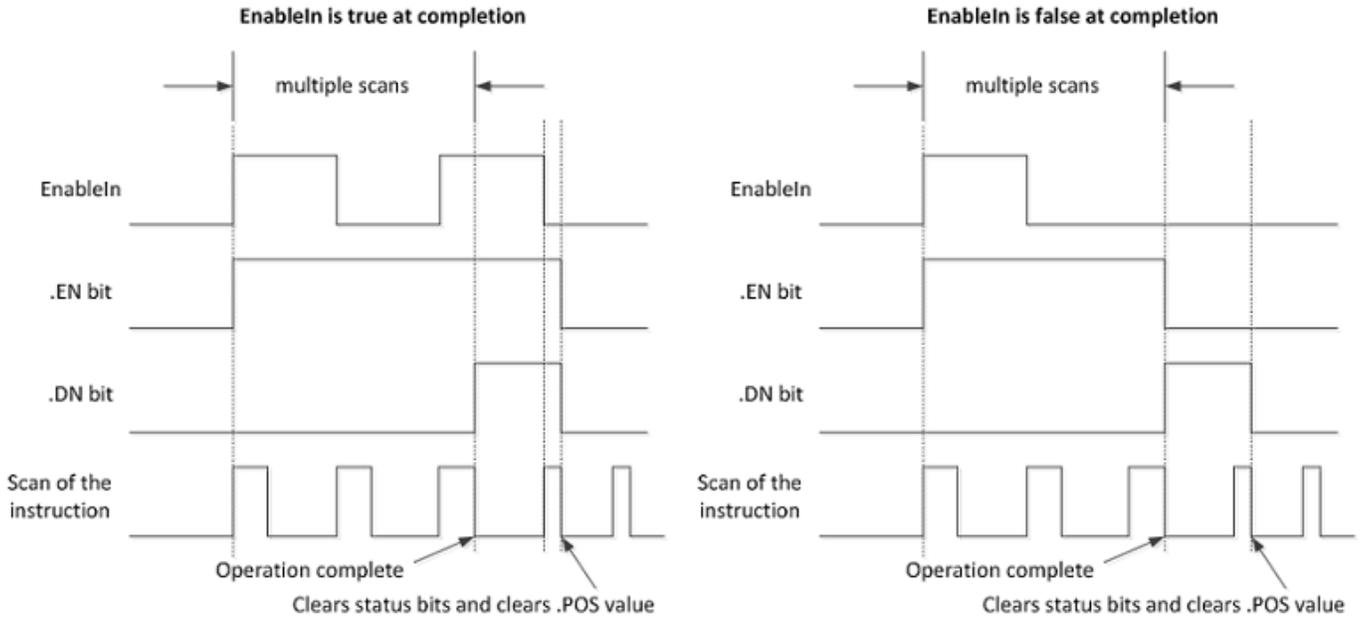 EnableIn is true at completion
multiple scans
EnableIn
.EN bit
.DN bit
Scan of the
instruction
Operation complete
Clears status bits and clears .POS value
EnableIn is false at completion
multiple scans
EnableIn
.EN bit
.DN bit
Scan of the
instruction
Operation complete
Clears status bits and clears .POS value